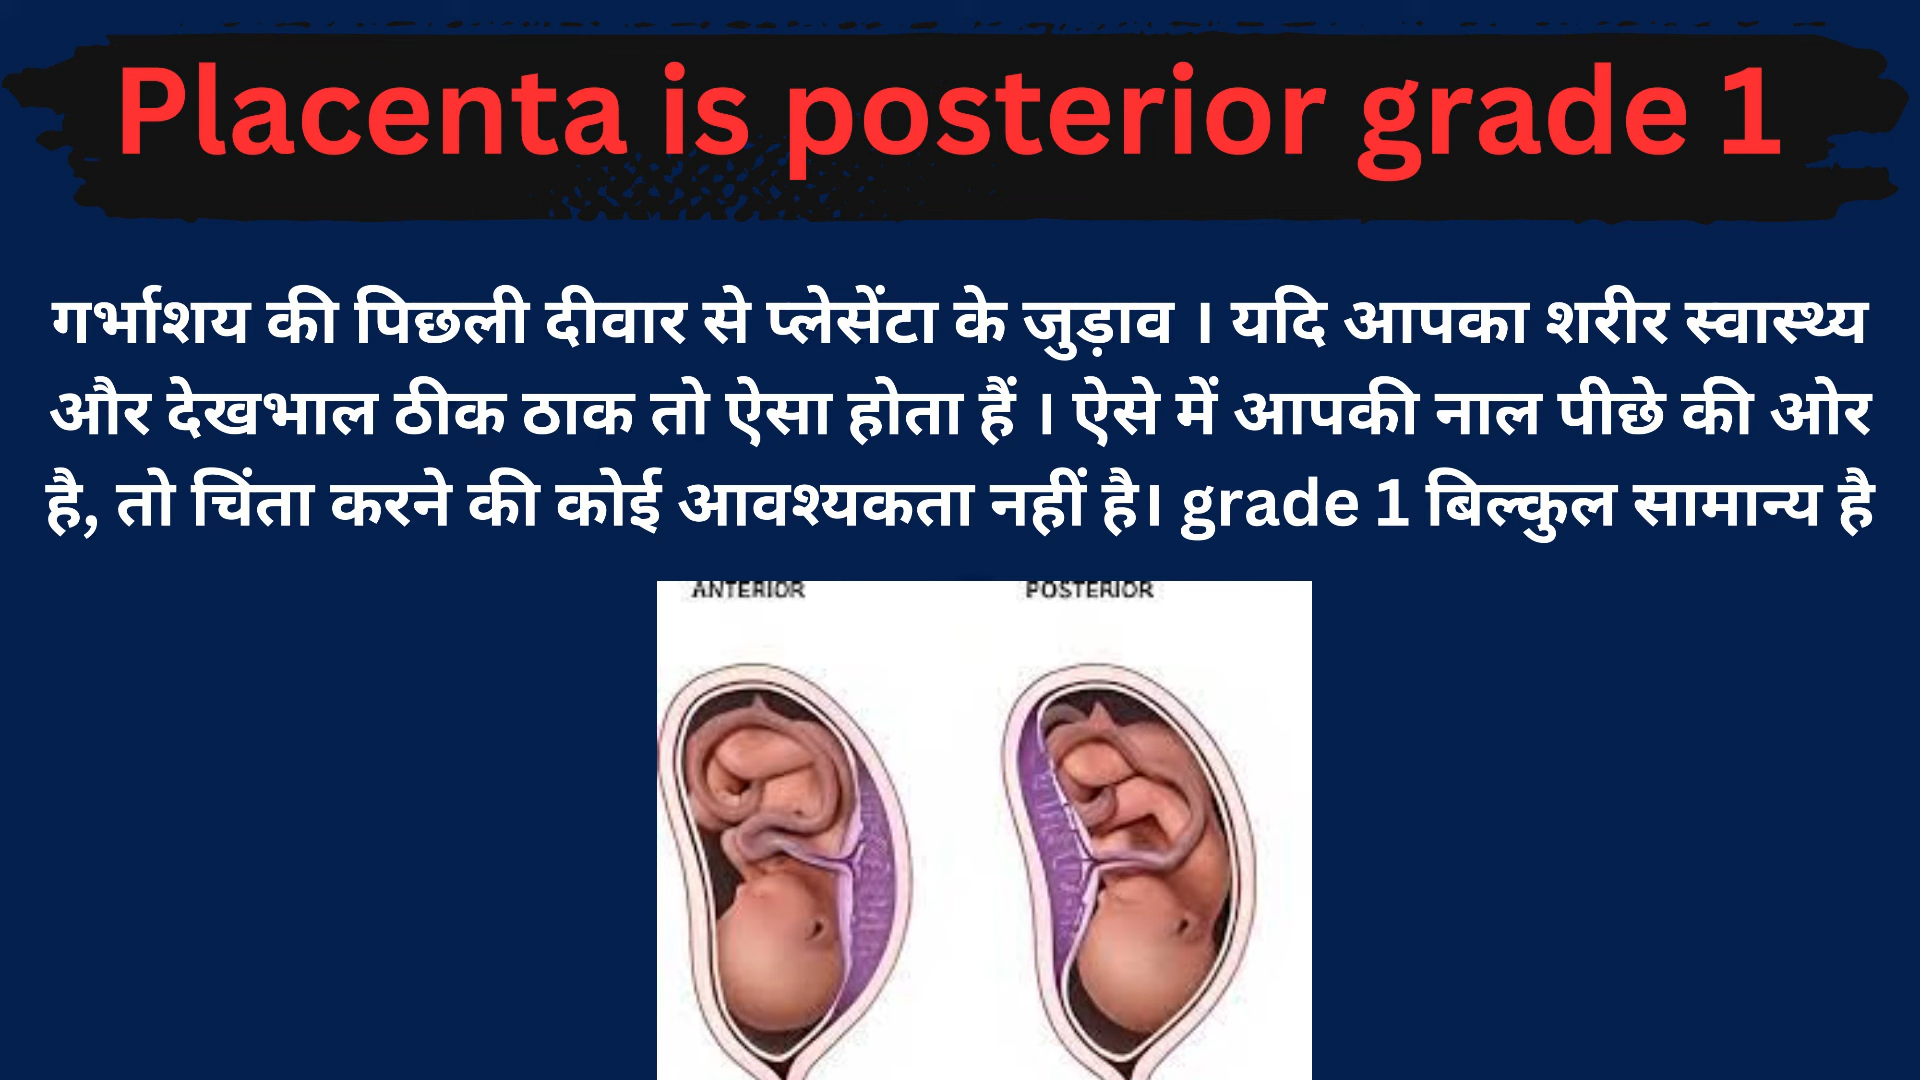 Placenta is posterior grade 1
गर्भाशय की पिछली दीवार से प्लेसेंटा के जुड़ाव । यदि आपका शरीर स्वास्थ्य
और देखभाल ठीक ठाक तो ऐसा होता हैं । ऐसे में आपकी नाल पीछे की ओर
है, तो चिंता करने की कोई आवश्यकता नहीं है। grade 1 बिल्कुल सामान्य है
ANTERIOR POSTERIOR